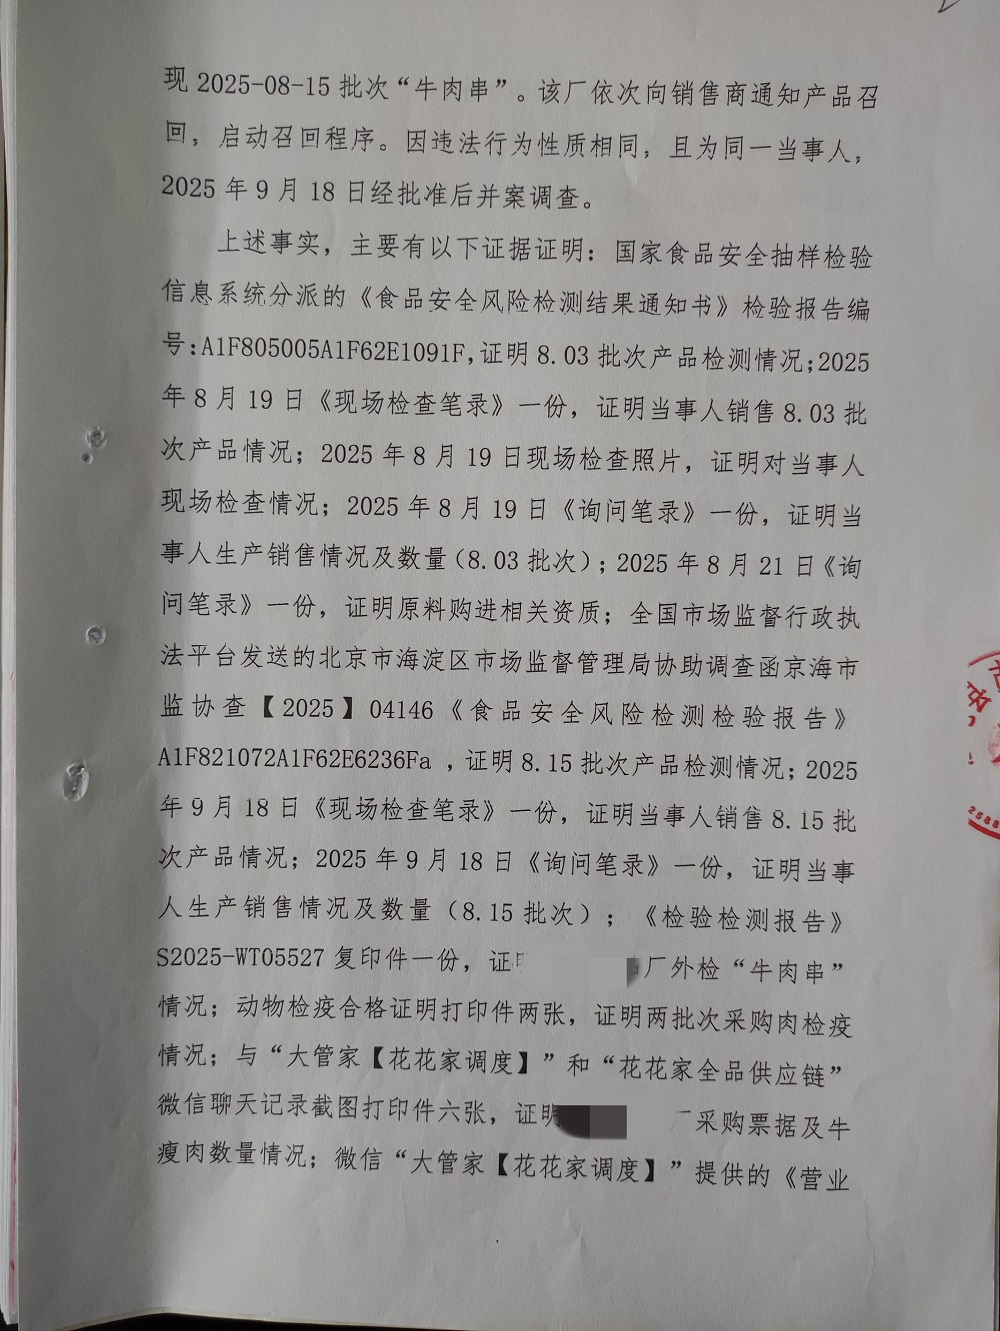 现 2025-08-15 批次“牛肉串”。该厂依次向销售商通知产品召
回，启动召回程序。因违法行为性质相同，且为同一当事人，
2025 年 9 月 18 日经批准后并案调查。
上述事实，主要有以下证据证明：国家食品安全抽样检验
信息系统分派的《食品安全风险检测结果通知书》检验报告编
号:A1F805005A1F62E1091F,证明 8.03 批次产品检测情况;2025
年 8 月 19 日《现场检查笔录》一份，证明当事人销售 8.03 批
次产品情况；2025 年 8 月 19 日现场检查照片，证明对当事人
现场检查情况；2025 年 8 月 19 日《询问笔录》一份，证明当
事人生产销售情况及数量（8.03 批次）；2025 年 8 月 21 日《询
问笔录》一份，证明原料购进相关资质；全国市场监督行政执
法平台发送的北京市海淀区市场监督管理局协助调查函京海市
监协查【2025】04146《食品安全风险检测检验报告》
A1F821072A1F62E6236Fa ，证明 8.15 批次产品检测情况；2025
年 9 月 18 日《现场检查笔录》一份，证明当事人销售 8.15 批
次产品情况；2025 年 9 月 18 日《询问笔录》一份，证明当事
人生产销售情况及数量（8.15 批次）；《检验检测报告》
S2025-WT05527 复印件一份，证 厂外检“牛肉串”
情况；动物检疫合格证明打印件两张，证明两批次采购肉检疫
情况；与“大管家【花花家调度】”和“花花家全品供应链”
微信聊天记录截图打印件六张，证明 采购票据及牛
瘦肉数量情况；微信“大管家【花花家调度】”提供的《营业